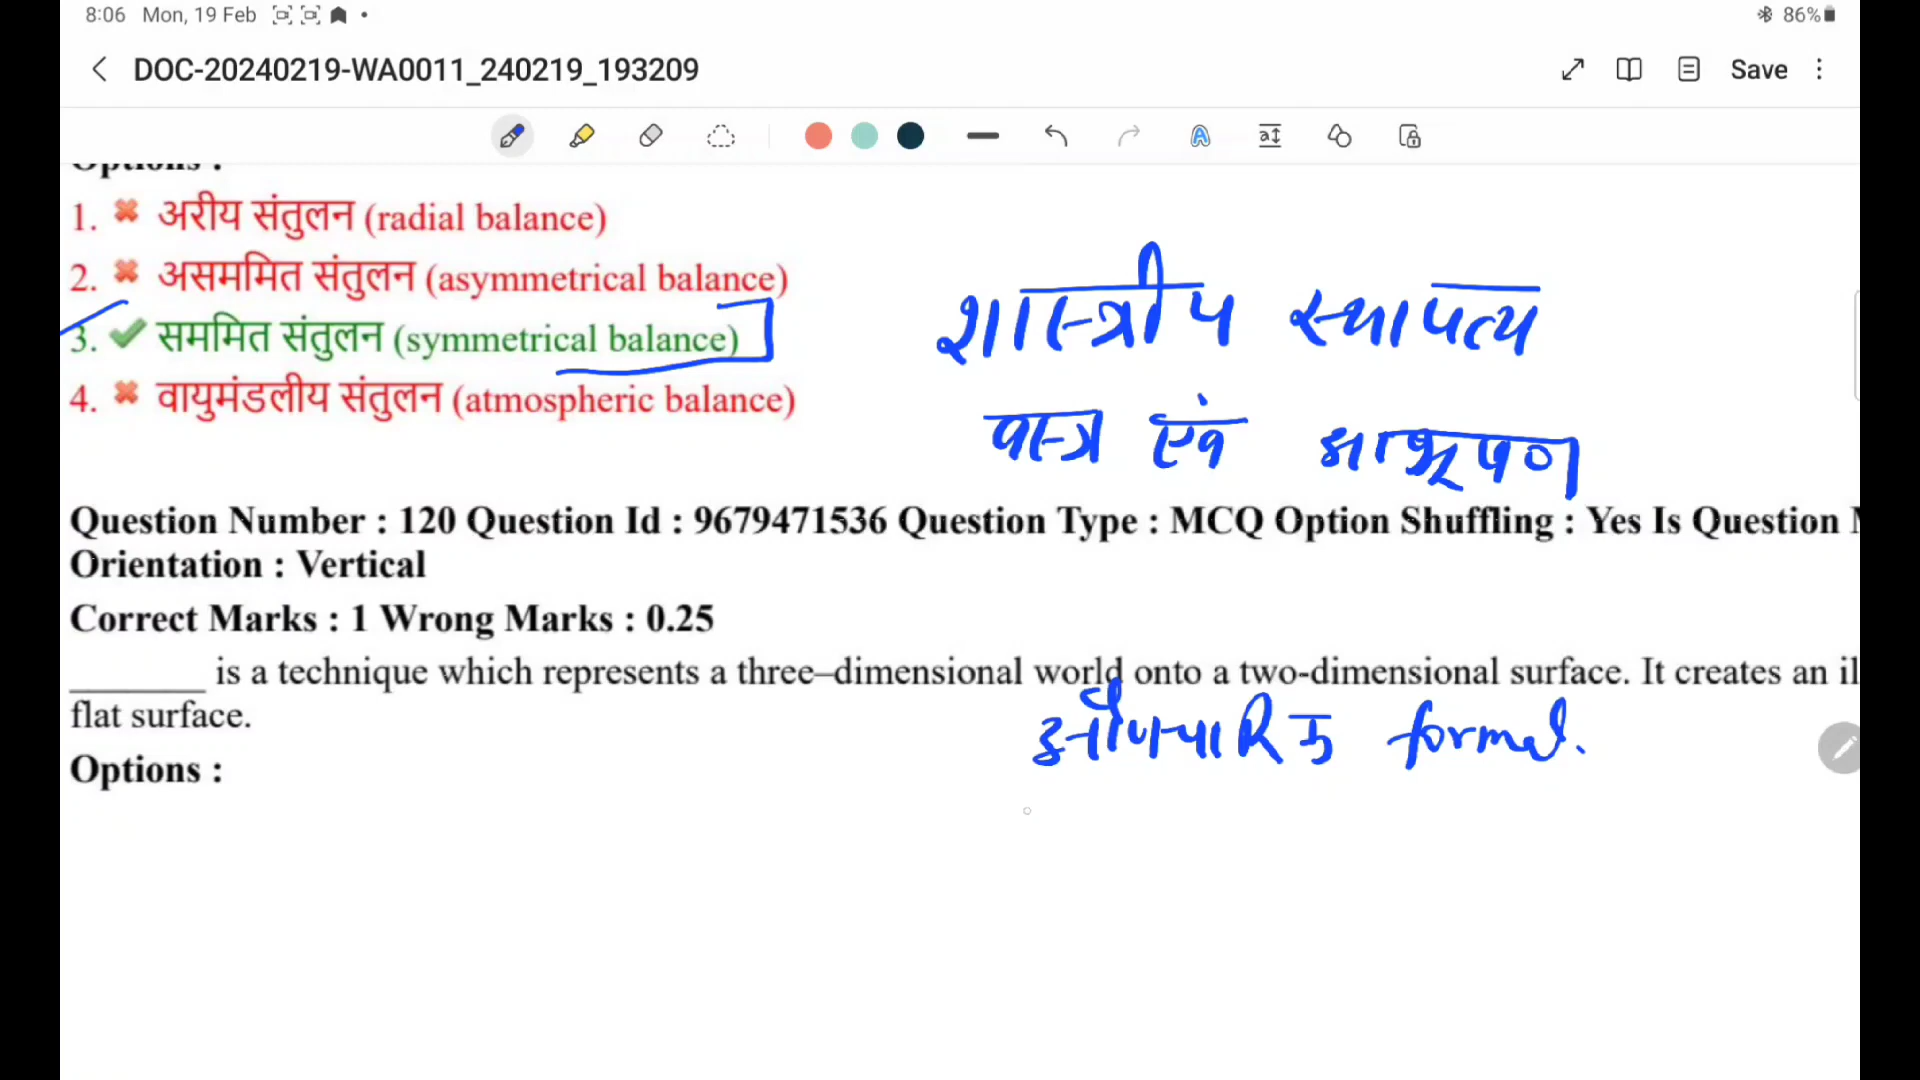 8:06 Mon, 19 Feb
86%
DOC-20240219-WA0011_240219_193209
Save
Options :
1. अरीय संतुलन (radial balance)
2. असममित संतुलन (asymmetrical balance)
3. सममित संतुलन (symmetrical balance)
4. वायुमंडलीय संतुलन (atmospheric balance)
शास्त्रीय स्थापत्य
वास्त्र एवं आभूषण
Question Number : 120 Question Id : 9679471536 Question Type : MCQ Option Shuffling : Yes Is Question
Orientation : Vertical
Correct Marks : 1 Wrong Marks : 0.25
________ is a technique which represents a three–dimensional world onto a two-dimensional surface. It creates an il
flat surface.
औपचारिक formal.
Options :